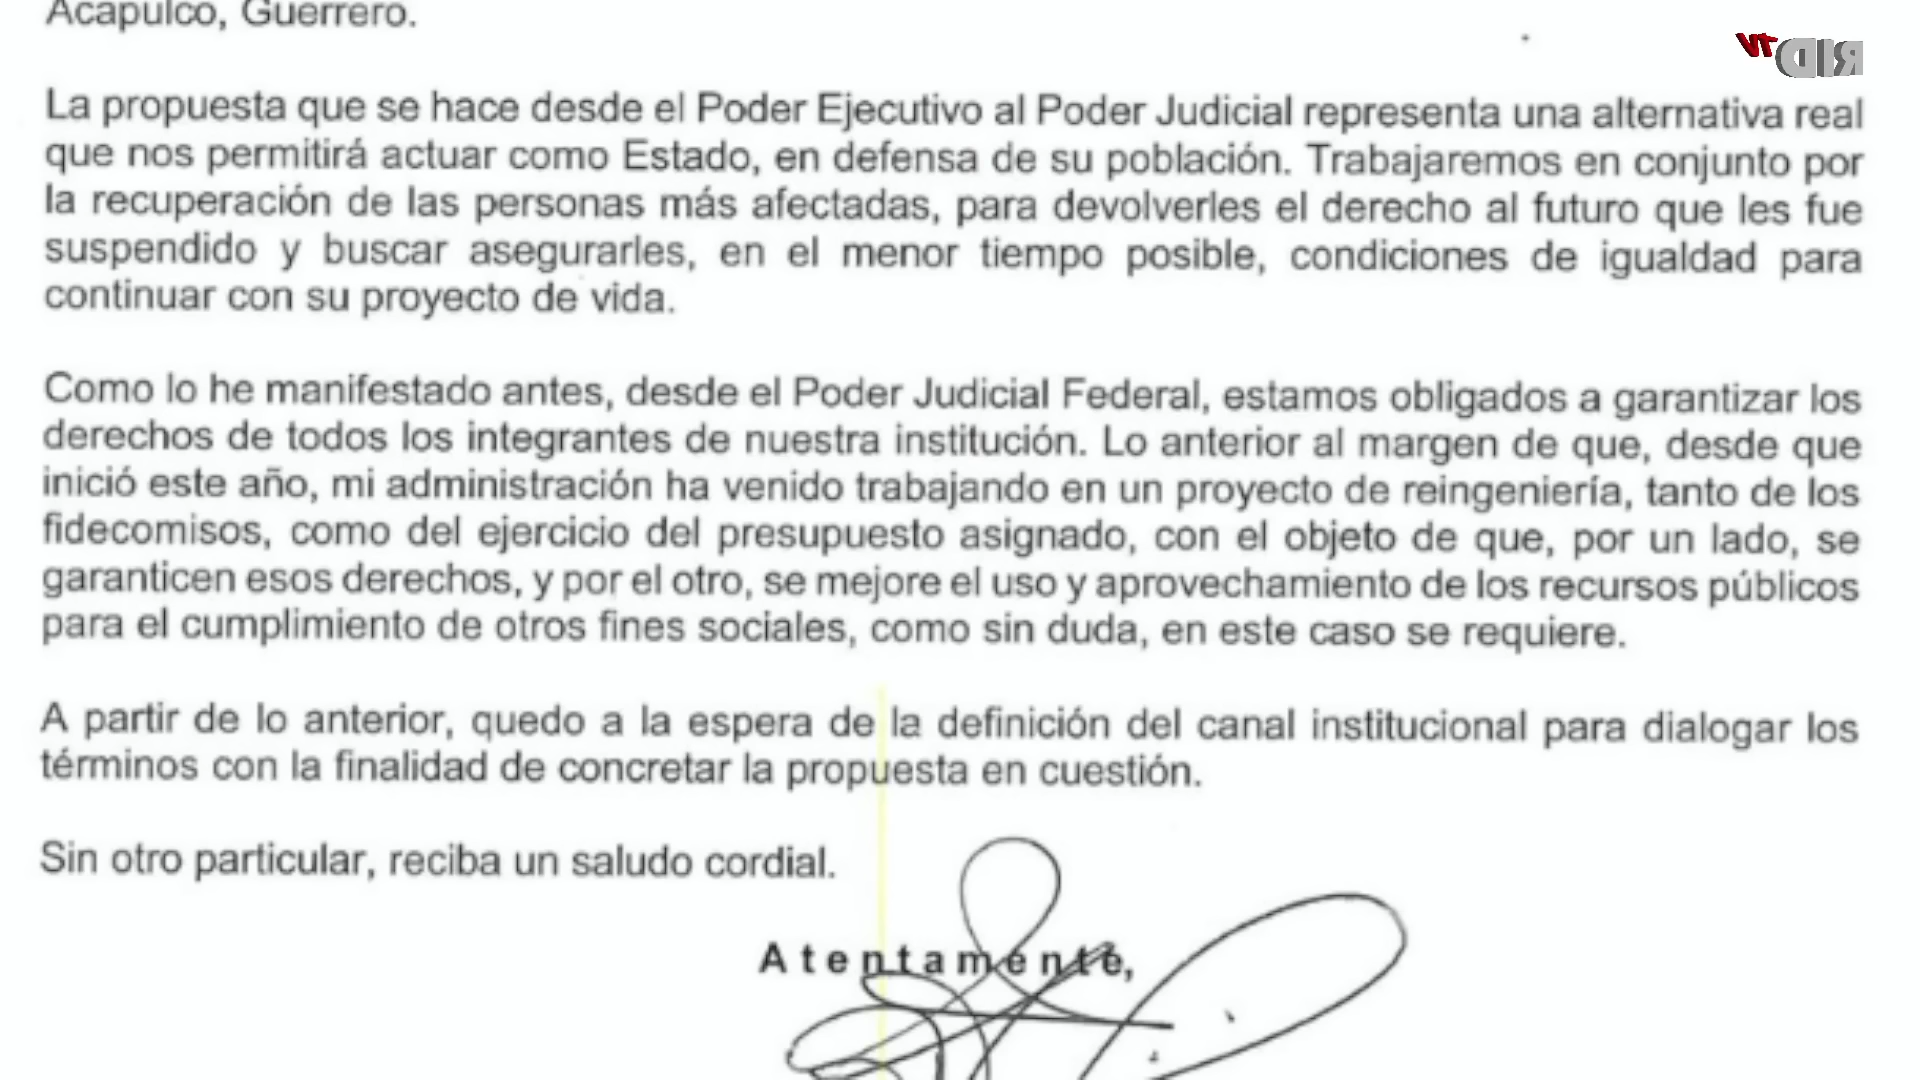 Acapulco, Guerrero.
RID TV
La propuesta que se hace desde el Poder Ejecutivo al Poder Judicial representa una alternativa real
que nos permitirá actuar como Estado, en defensa de su población. Trabajaremos en conjunto por
la recuperación de las personas más afectadas, para devolverles el derecho al futuro que les fue
suspendido y buscar asegurarles, en el menor tiempo posible, condiciones de igualdad para
continuar con su proyecto de vida.
Como lo he manifestado antes, desde el Poder Judicial Federal, estamos obligados a garantizar los
derechos de todos los integrantes de nuestra institución. Lo anterior al margen de que, desde que
inició este año, mi administración ha venido trabajando en un proyecto de reingeniería, tanto de los
fidecomisos, como del ejercicio del presupuesto asignado, con el objeto de que, por un lado, se
garanticen esos derechos, y por el otro, se mejore el uso y aprovechamiento de los recursos públicos
para el cumplimiento de otros fines sociales, como sin duda, en este caso se requiere.
A partir de lo anterior, quedo a la espera de la definición del canal institucional para dialogar los
términos con la finalidad de concretar la propuesta en cuestión.
Sin otro particular, reciba un saludo cordial.
Atentamente,